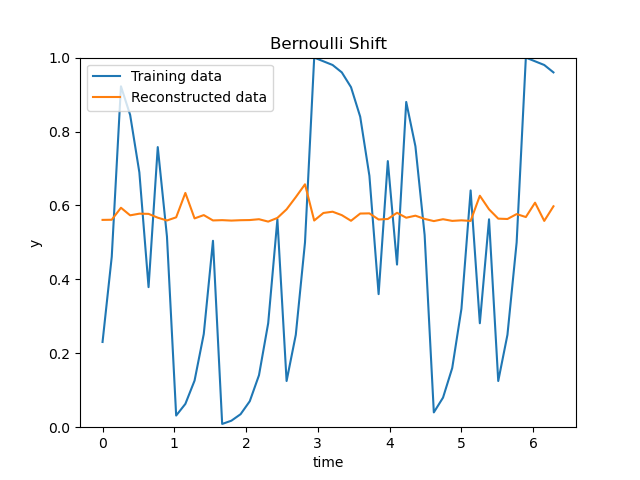 Bernoulli Shift
Training data
Reconstructed data
1.0
0.8
0.6
0.4
0.2
0.0
y
0 1 2 3 4 5 6
time